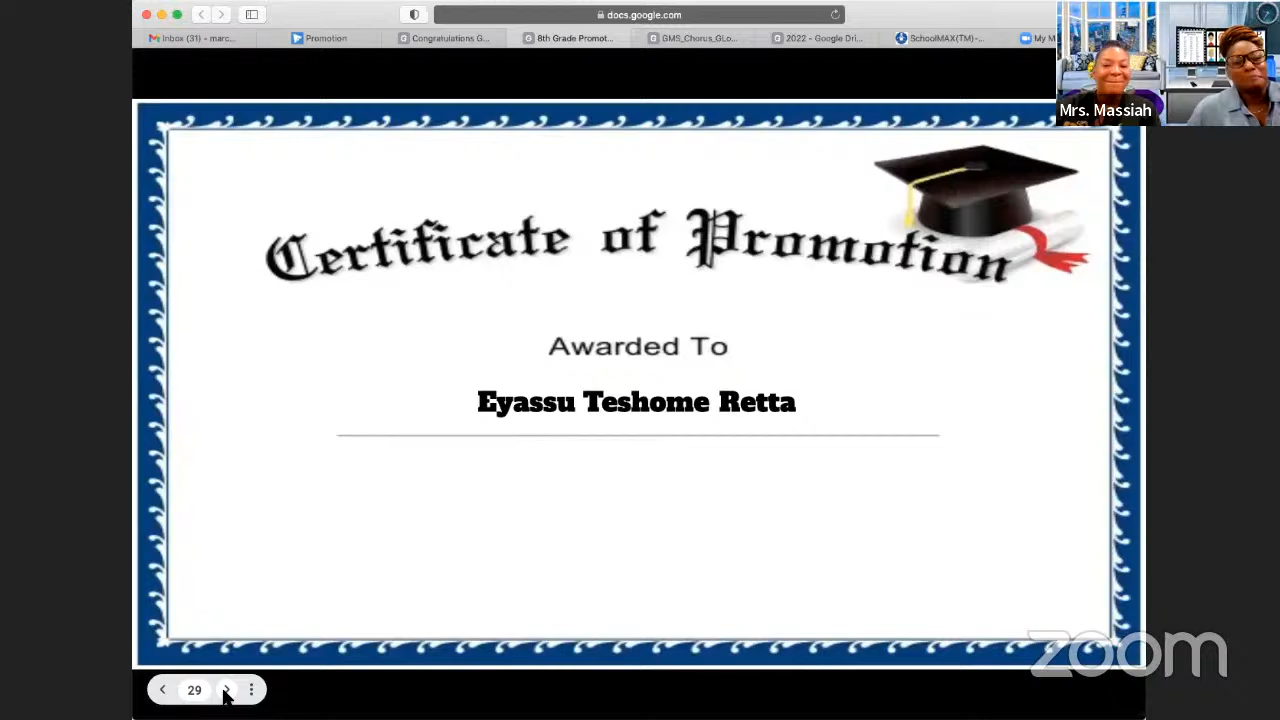 docs.google.com
Inbox (31) - marc...
Promotion
Congratulations G...
8th Grade Promot...
GMS_Chorus_GLo...
2022 - Google Dri...
SchoolMAX(TM)-...
My M
Mrs. Massiah
Certificate of Promotion
Awarded To
Eyassu Teshome Retta
29
zoom